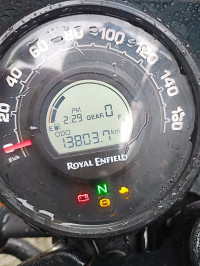 20 40 60 80 100 120 140 160
PM
2:29 GEAR 0
E F
ODO
13803.7 km
ROYAL ENFIELD
km/h
N